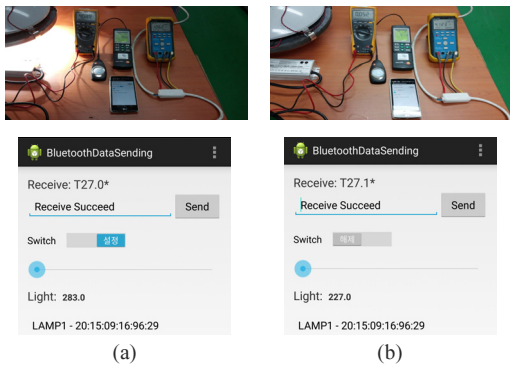 BluetoothDataSending
Receive: T27.0*
Receive Succeed
Send
Switch
설정
Light: 283.0
LAMP1 - 20:15:09:16:96:29
(a)
BluetoothDataSending
Receive: T27.1*
Receive Succeed
Send
Switch
해제
Light: 227.0
LAMP1 - 20:15:09:16:96:29
(b)